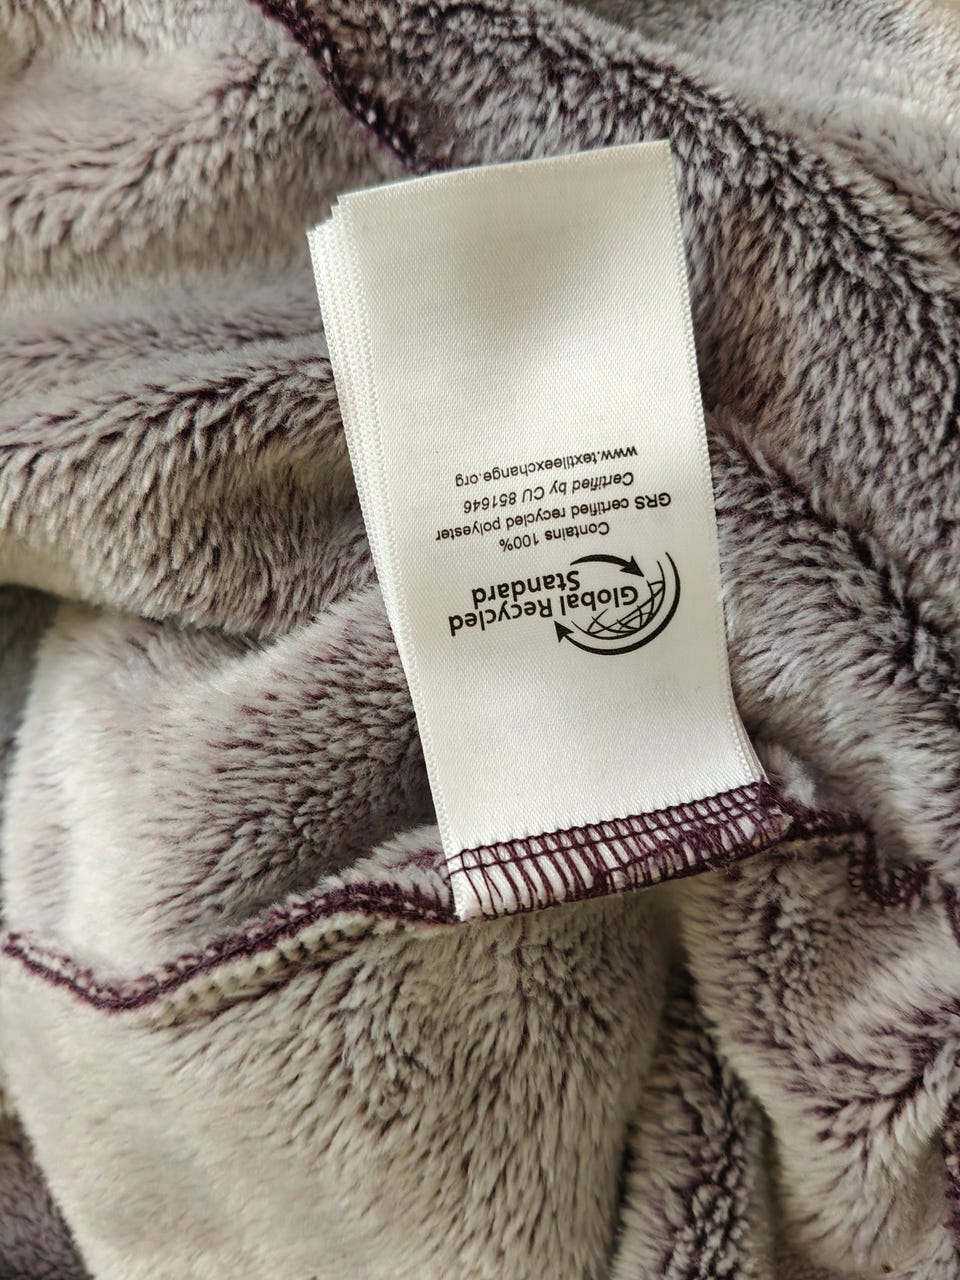 Global Recycled
Standard
Contains 100%
GRS certified recycled polyester
Certified by CU 851646
www.textileexchange.org